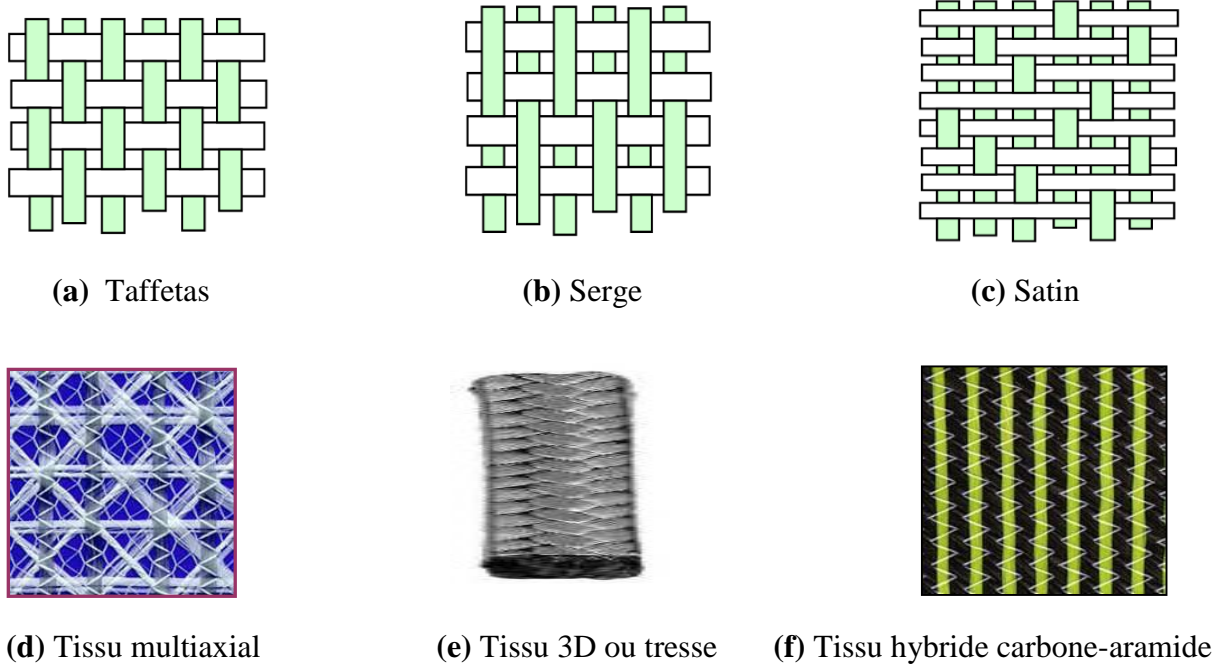 (a) Taffetas
(b) Serge
(c) Satin
(d) Tissu multiaxial
(e) Tissu 3D ou tresse
(f) Tissu hybride carbone-aramide